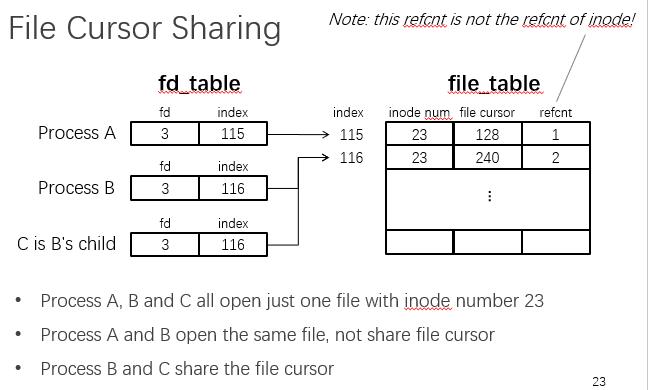 File Cursor Sharing
Note: this refcnt is not the refcnt of inode!
fd_table
file_table
fd index
index inode num file cursor refcnt
Process A 3 115
115 23 128 1
116 23 240 2
fd index
Process B 3 116
⋮
fd index
C is B's child 3 116
• Process A, B and C all open just one file with inode number 23
• Process A and B open the same file, not share file cursor
• Process B and C share the file cursor
23